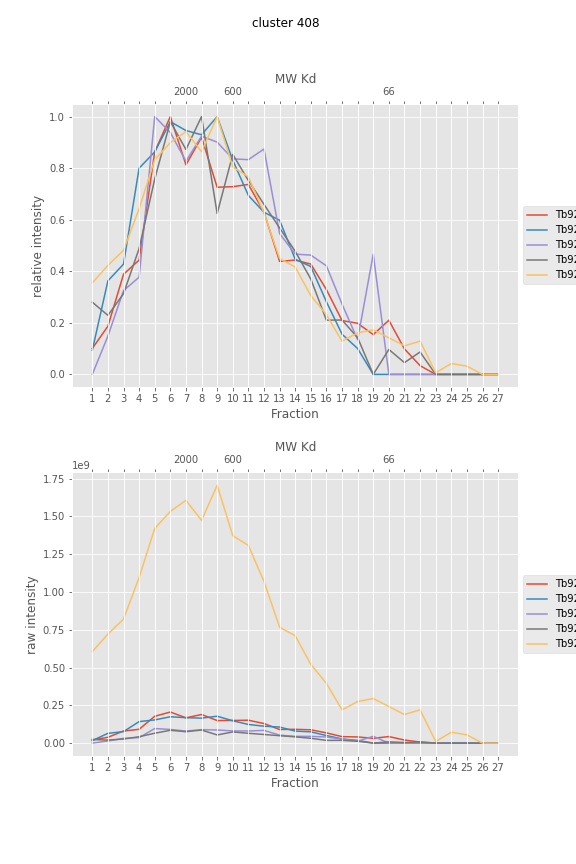 cluster 408
MW Kd
2000 600 66
1.0
0.8
0.6
0.4
0.2
0.0
relative intensity
Tb92
Tb92
Tb92
Tb92
Tb92
1 2 3 4 5 6 7 8 9 10 11 12 13 14 15 16 17 18 19 20 21 22 23 24 25 26 27
Fraction
MW Kd
2000 600 66
1e9
1.75
1.50
1.25
1.00
0.75
0.50
0.25
0.00
raw intensity
Tb92
Tb92
Tb92
Tb92
Tb92
1 2 3 4 5 6 7 8 9 10 11 12 13 14 15 16 17 18 19 20 21 22 23 24 25 26 27
Fraction